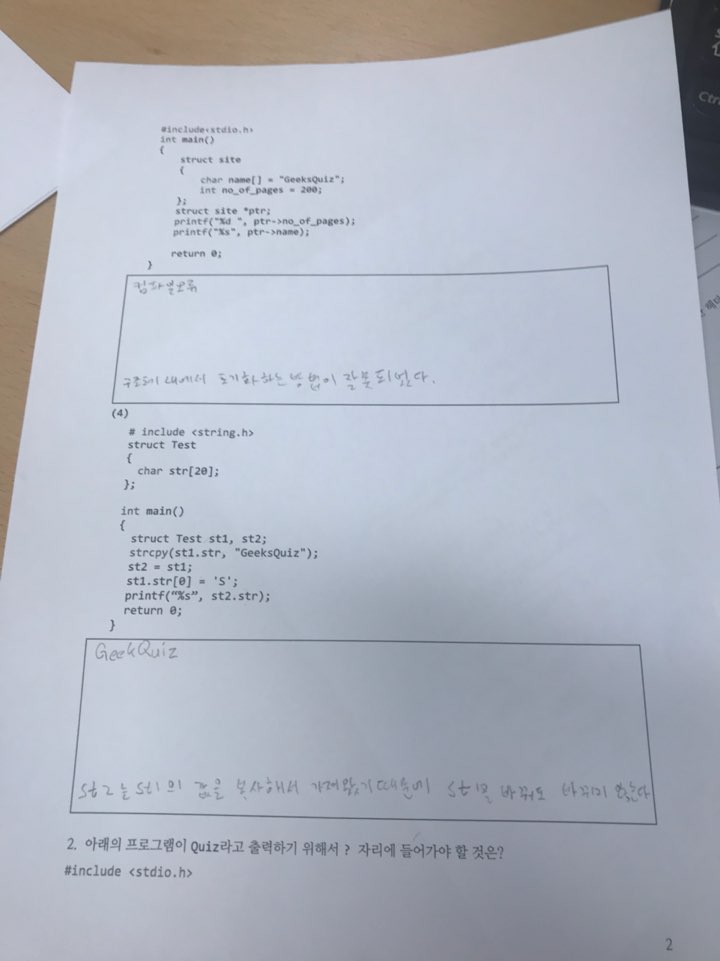 #include<stdio.h>
int main()
{
struct site
{
char name[] = "GeeksQuiz";
int no_of_pages = 200;
};
struct site *ptr;
printf("%d ", ptr->no_of_pages);
printf("%s", ptr->name);
return 0;
}
컴파일오류
구조체 내에서 초기화하는 방법이 잘못되었다.
(4)
# include <string.h>
struct Test
{
char str[20];
};
int main()
{
struct Test st1, st2;
strcpy(st1.str, "GeeksQuiz");
st2 = st1;
st1.str[0] = 'S';
printf(“%s”, st2.str);
return 0;
}
GeekQuiz
st2는 st1의 값을 복사해서 가져왔기때문에 st1을 바꿔도 바뀌지 않는다
2. 아래의 프로그램이 Quiz라고 출력하기 위해서 ? 자리에 들어가야 할 것은?
#include <stdio.h>
2